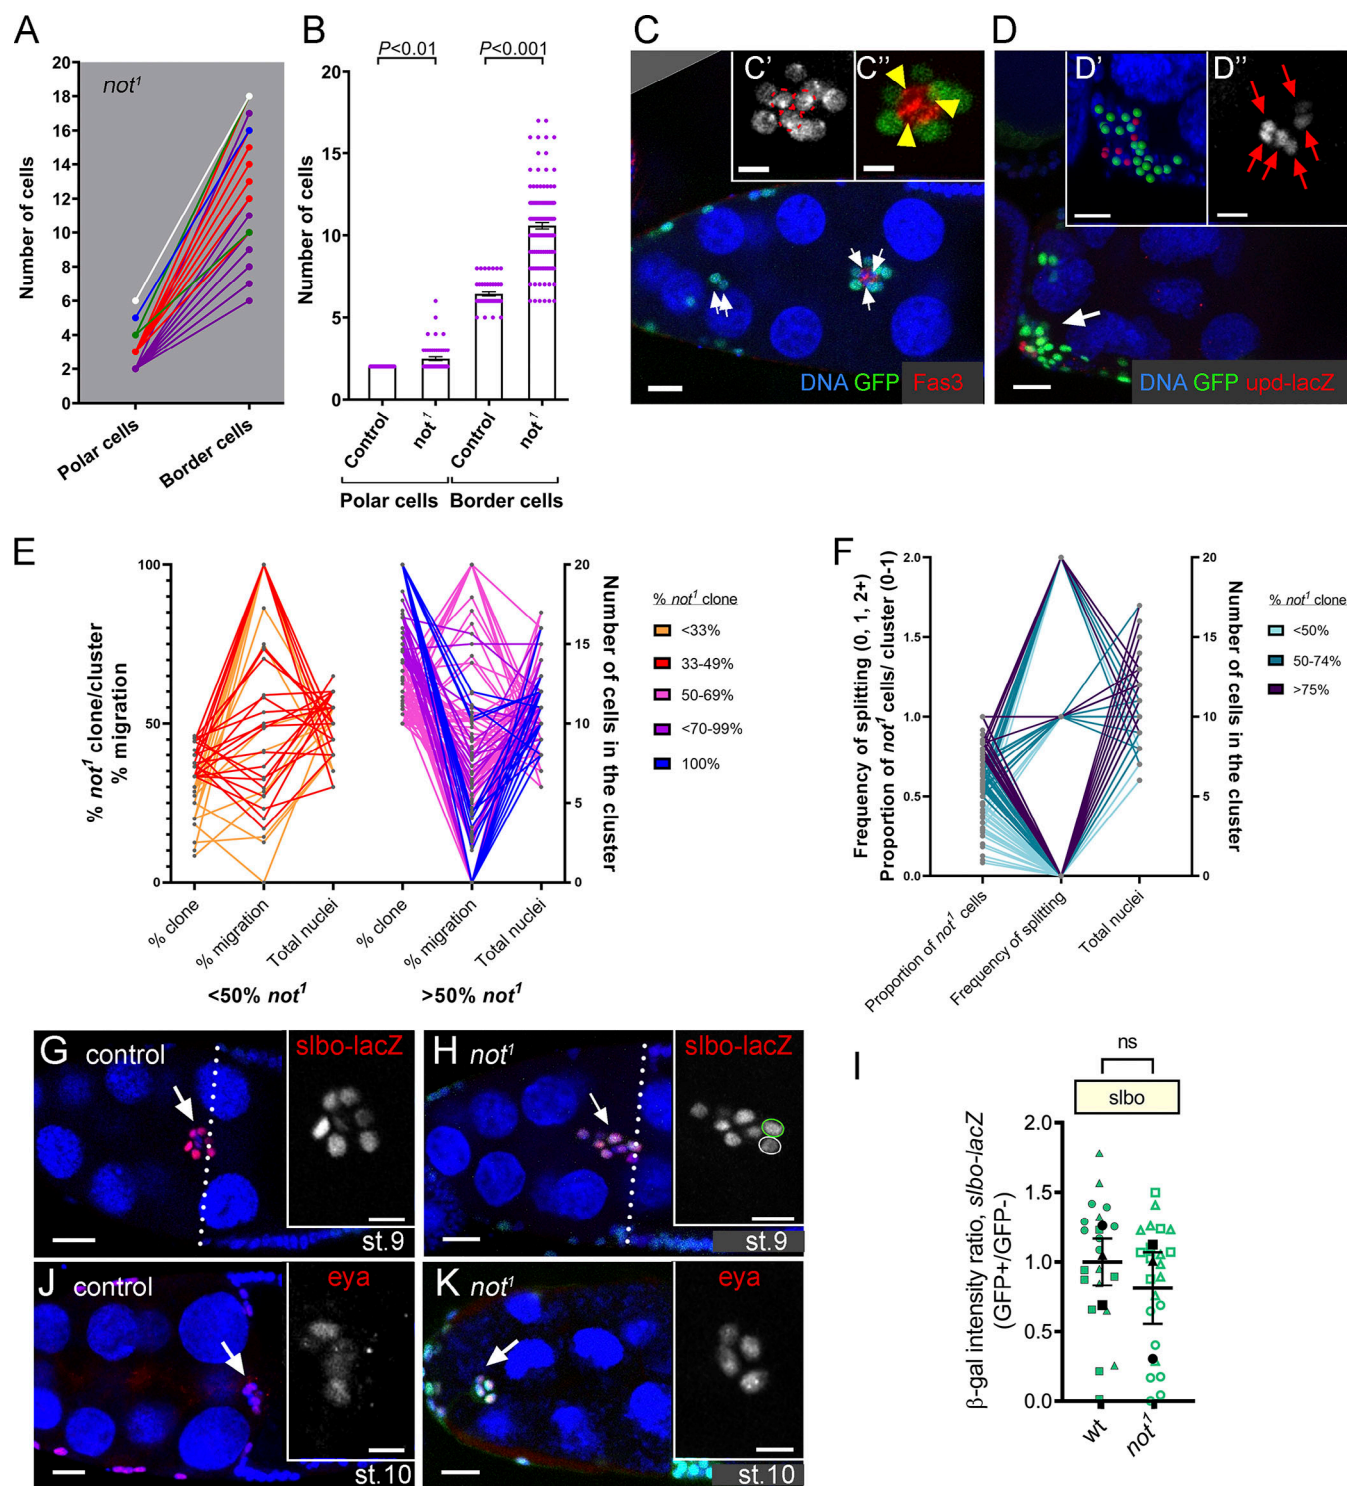 A
not¹
Number of cells
20
18
16
14
12
10
8
6
4
2
0
Polar cells
Border cells
B
P<0.01
P<0.001
Number of cells
20
15
10
5
0
Control
not¹
Control
not¹
Polar cells
Border cells
C
C'
C''
DNA GFP Fas3
D
D'
D''
DNA GFP upd-lacZ
E
% not¹ clone/cluster
% migration
100
50
0
% clone
% migration
Total nuclei
<50% not¹
% clone
% migration
Total nuclei
>50% not¹
20
15
10
5
0
Number of cells in the cluster
% not¹ clone
<33%
33-49%
50-69%
<70-99%
100%
F
Frequency of splitting (0, 1, 2+)
Proportion of not¹ cells/ cluster (0-1)
2.0
1.5
1.0
0.5
0.0
Proportion of not¹ cells
Frequency of splitting
Total nuclei
20
15
10
5
0
Number of cells in the cluster
% not¹ clone
<50%
50-74%
>75%
G control
slbo-lacZ
st.9
H not¹
slbo-lacZ
st.9
I
ns
slbo
β-gal intensity ratio, slbo-lacZ
(GFP+/GFP-)
2.0
1.5
1.0
0.5
0.0
wt
not¹
J control
eya
st.10
K not¹
eya
st.10